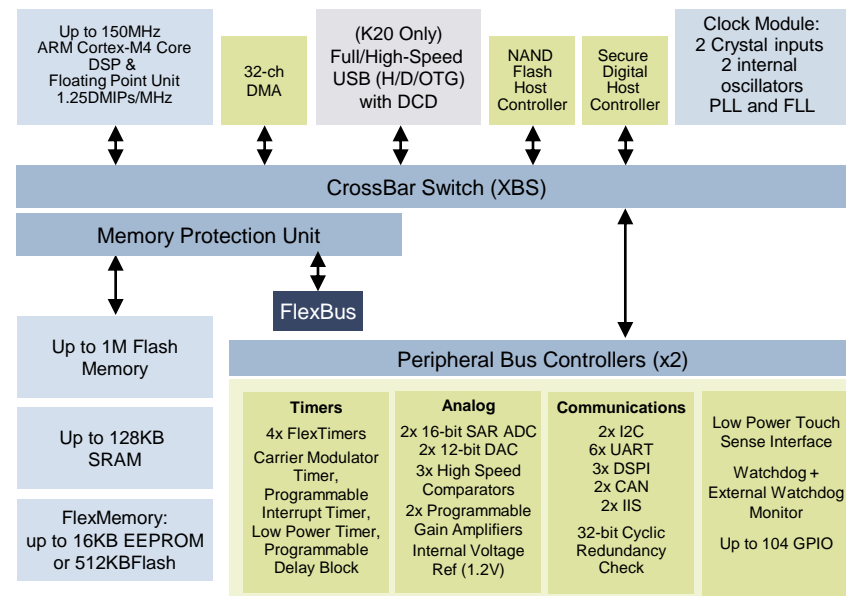 Up to 150MHz
ARM Cortex-M4 Core
DSP &
Floating Point Unit
1.25DMIPs/MHz
32-ch
DMA
(K20 Only)
Full/High-Speed
USB (H/D/OTG)
with DCD
NAND
Flash
Host
Controller
Secure
Digital
Host
Controller
Clock Module:
2 Crystal inputs
2 internal
oscillators
PLL and FLL
CrossBar Switch (XBS)
Memory Protection Unit
FlexBus
Up to 1M Flash
Memory
Up to 128KB
SRAM
FlexMemory:
up to 16KB EEPROM
or 512KBFlash
Peripheral Bus Controllers (x2)
Timers
4x FlexTimers
Carrier Modulator
Timer,
Programmable
Interrupt Timer,
Low Power Timer,
Programmable
Delay Block
Analog
2x 16-bit SAR ADC
2x 12-bit DAC
3x High Speed
Comparators
2x Programmable
Gain Amplifiers
Internal Voltage
Ref (1.2V)
Communications
2x I2C
6x UART
3x DSPI
2x CAN
2x IIS
32-bit Cyclic
Redundancy
Check
Low Power Touch
Sense Interface
Watchdog +
External Watchdog
Monitor
Up to 104 GPIO